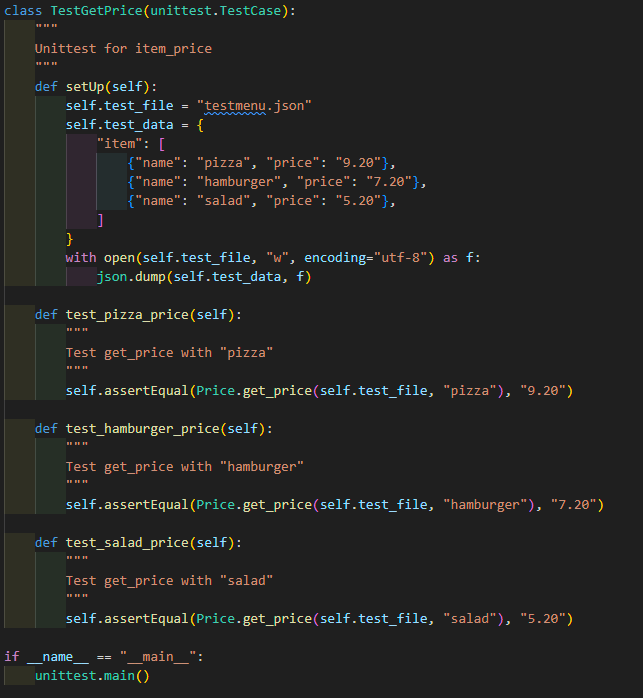 class TestGetPrice(unittest.TestCase):
    """
    Unittest for item_price
    """
    def setUp(self):
        self.test_file = "testmenu.json"
        self.test_data = {
            "item": [
                {"name": "pizza", "price": "9.20"},
                {"name": "hamburger", "price": "7.20"},
                {"name": "salad", "price": "5.20"},
            ]
        }
        with open(self.test_file, "w", encoding="utf-8") as f:
            json.dump(self.test_data, f)

    def test_pizza_price(self):
        """
        Test get_price with "pizza"
        """
        self.assertEqual(Price.get_price(self.test_file, "pizza"), "9.20")

    def test_hamburger_price(self):
        """
        Test get_price with "hamburger"
        """
        self.assertEqual(Price.get_price(self.test_file, "hamburger"), "7.20")

    def test_salad_price(self):
        """
        Test get_price with "salad"
        """
        self.assertEqual(Price.get_price(self.test_file, "salad"), "5.20")

if __name__ == "__main__":
    unittest.main()